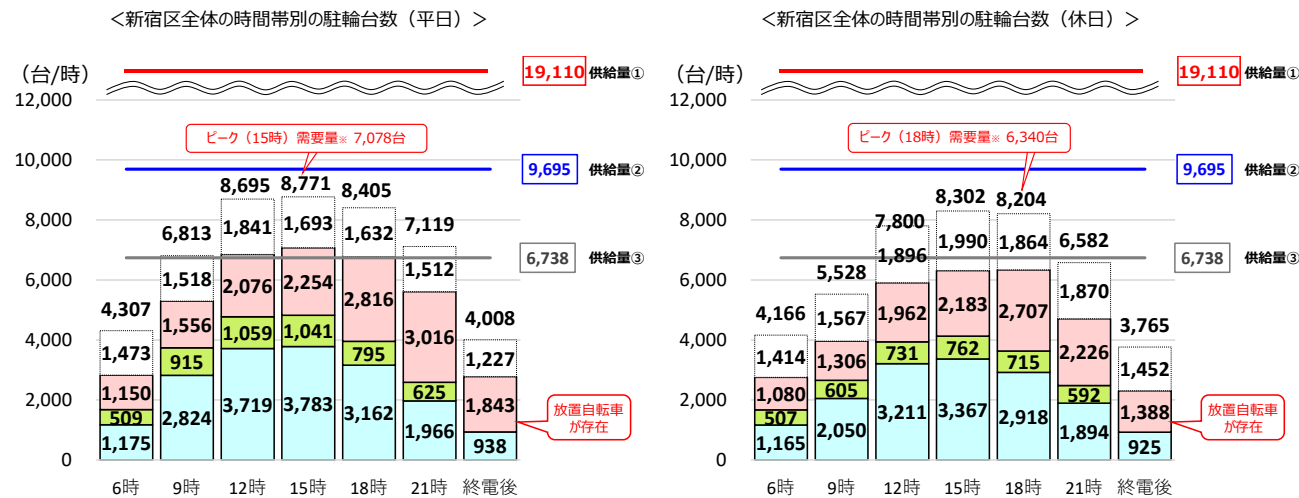 <新宿区全体の時間帯別の駐輪台数（平日）>
（台/時）
19,110 供給量①
12,000
ピーク（15時）需要量※ 7,078台
10,000
9,695 供給量②
8,695 8,771 8,405
8,000
1,841 1,693 1,632 7,119
6,813
6,738 供給量③
1,518 1,512
6,000
2,076 2,254 2,816
4,307 1,556 3,016 4,008
4,000
1,473 915 1,059 1,041 795 1,227
1,150 625 1,843
2,000
509 2,824 3,719 3,783 3,162 1,966
1,175 938
放置自転車
が存在
0
6時 9時 12時 15時 18時 21時 終電後
<新宿区全体の時間帯別の駐輪台数（休日）>
（台/時）
19,110 供給量①
12,000
ピーク（18時）需要量※ 6,340台
10,000
9,695 供給量②
7,800 8,302 8,204
8,000
1,896 1,990 1,864 6,582
6,738 供給量③
5,528
6,000
1,870
4,166 1,567 1,962 2,183 2,707 3,765
4,000
1,414 1,306 731 762 715 2,226 1,452
1,080 605 592 1,388
2,000
507 2,050 3,211 3,367 2,918 1,894
1,165 925
放置自転車
が存在
0
6時 9時 12時 15時 18時 21時 終電後